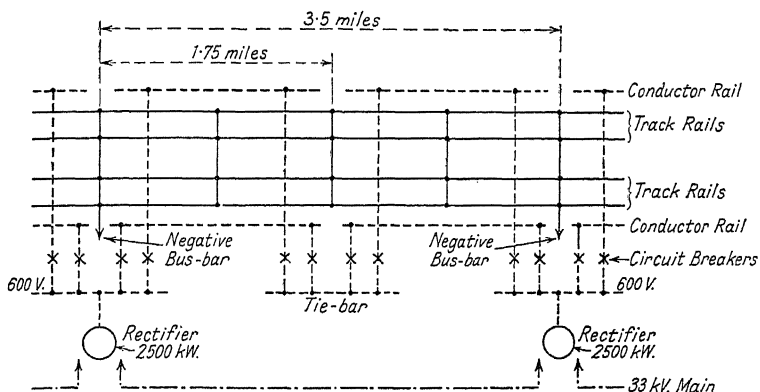 3·5 miles
1·75 miles
Conductor Rail
Track Rails
Track Rails
Conductor Rail
Negative
Bus-bar
Negative
Bus-bar
Circuit Breakers
600 V.
600 V.
Tie-bar
Rectifier
2500 kW.
Rectifier
2500 kW.
33 kV. Main